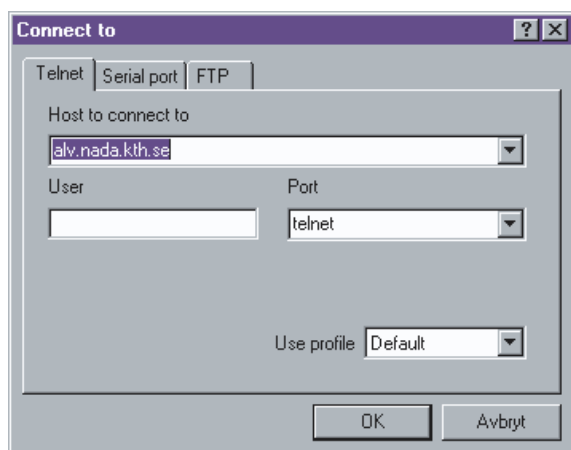 Connect to
Telnet Serial port FTP
Host to connect to
alv.nada.kth.se
User Port
telnet
Use profile Default
OK Avbryt